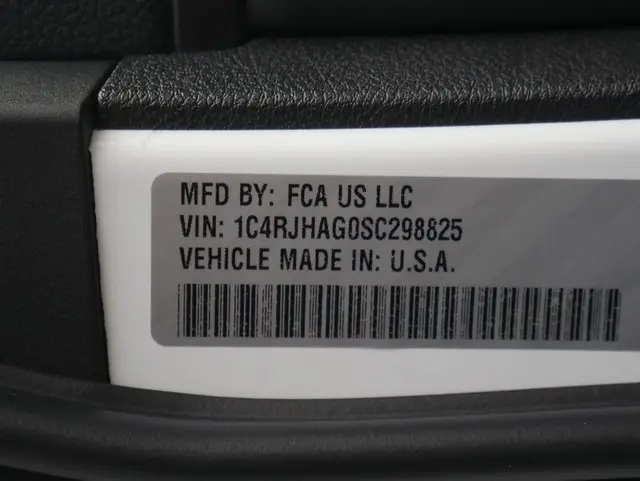 MFD BY: FCA US LLC
VIN: 1C4RJHAG0SC298825
VEHICLE MADE IN: U.S.A.